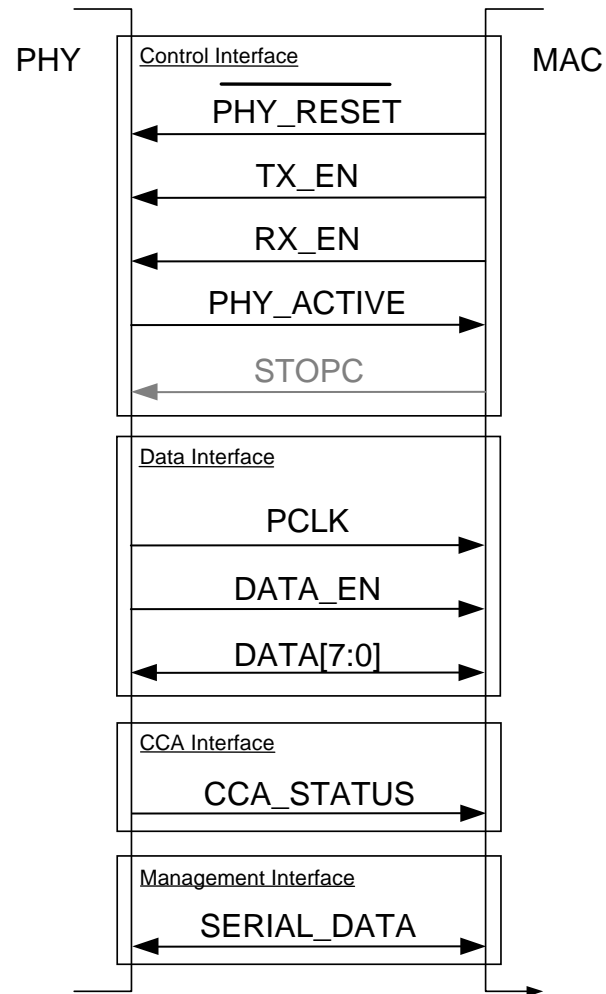 PHY
MAC
Control Interface
PHY_RESET
TX_EN
RX_EN
PHY_ACTIVE
STOPC
Data Interface
PCLK
DATA_EN
DATA[7:0]
CCA Interface
CCA_STATUS
Management Interface
SERIAL_DATA